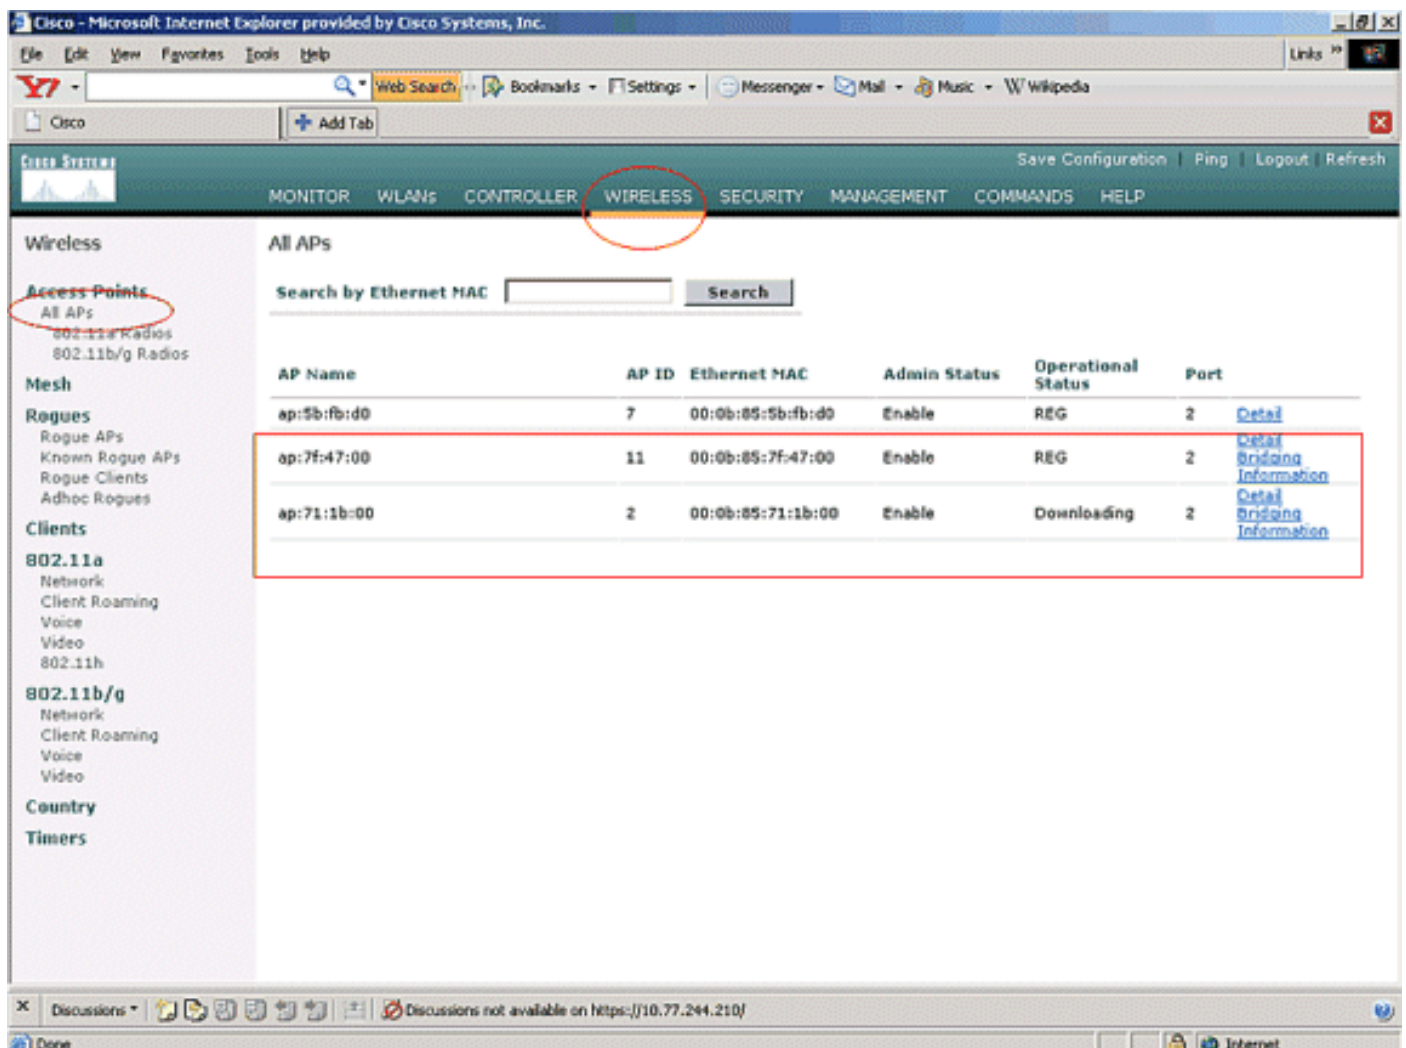 Cisco - Microsoft Internet Explorer provided by Cisco Systems, Inc.
File Edit View Favorites Tools Help Links »
Y! Web Search Bookmarks Settings Messenger Mail Music W Wikipedia
Cisco Add Tab
CISCO SYSTEMS
Save Configuration | Ping | Logout | Refresh
MONITOR WLANs CONTROLLER WIRELESS SECURITY MANAGEMENT COMMANDS HELP
Wireless
Access Points
All APs
802.11a Radios
802.11b/g Radios
Mesh
Rogues
Rogue APs
Known Rogue APs
Rogue Clients
Adhoc Rogues
Clients
802.11a
Network
Client Roaming
Voice
Video
802.11h
802.11b/g
Network
Client Roaming
Voice
Video
Country
Timers
All APs
Search by Ethernet MAC Search
AP Name AP ID Ethernet MAC Admin Status Operational Status Port
ap:5b:fb:d0 7 00:0b:85:5b:fb:d0 Enable REG 2 Detail
ap:7f:47:00 11 00:0b:85:7f:47:00 Enable REG 2 Detail
Bridging
Information
ap:71:1b:00 2 00:0b:85:71:1b:00 Enable Downloading 2 Detail
Bridging
Information
Discussions Discussions not available on https://10.77.244.210/
Done Internet